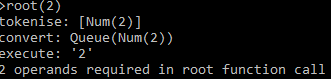 >root(2)
tokenise: [Num(2)]
convert: Queue(Num(2))
execute: '2'
2 operands required in root function call